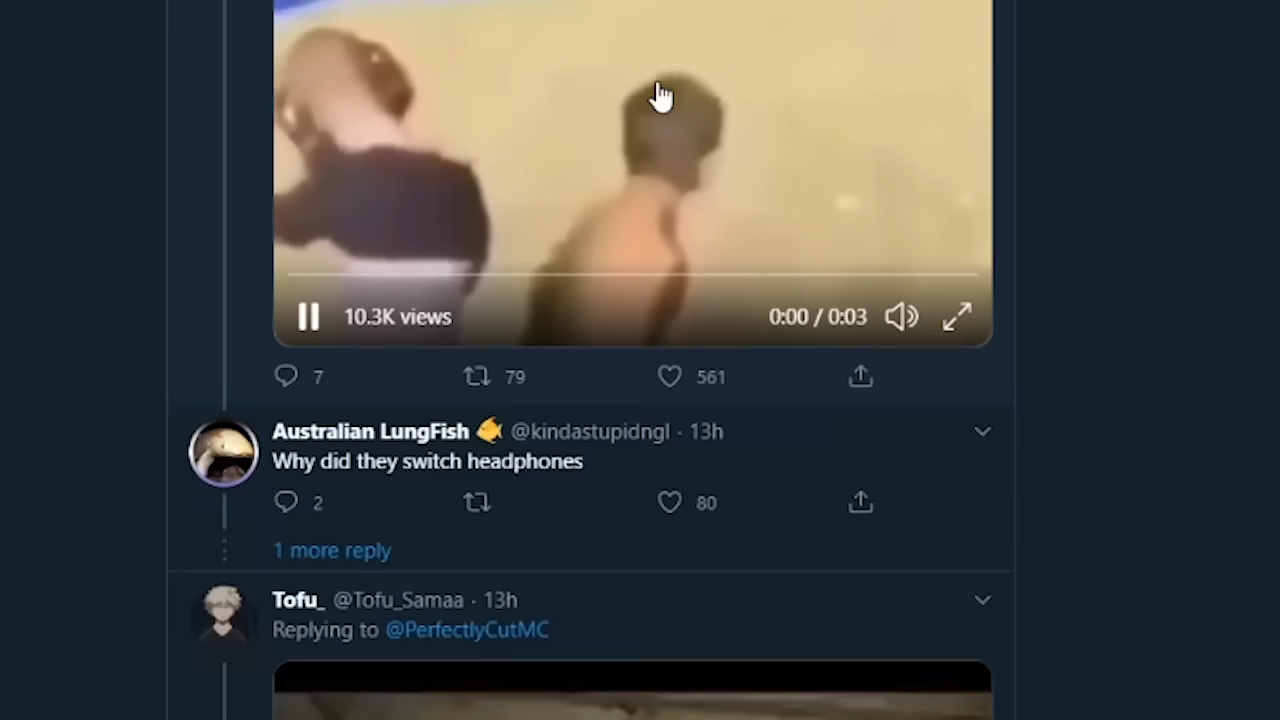 10.3K views 0:00 / 0:03
7 79 561
Australian LungFish @kindastupidngl · 13h
Why did they switch headphones
2 80
1 more reply
Tofu_ @Tofu_Samaa · 13h
Replying to @PerfectlyCutMC